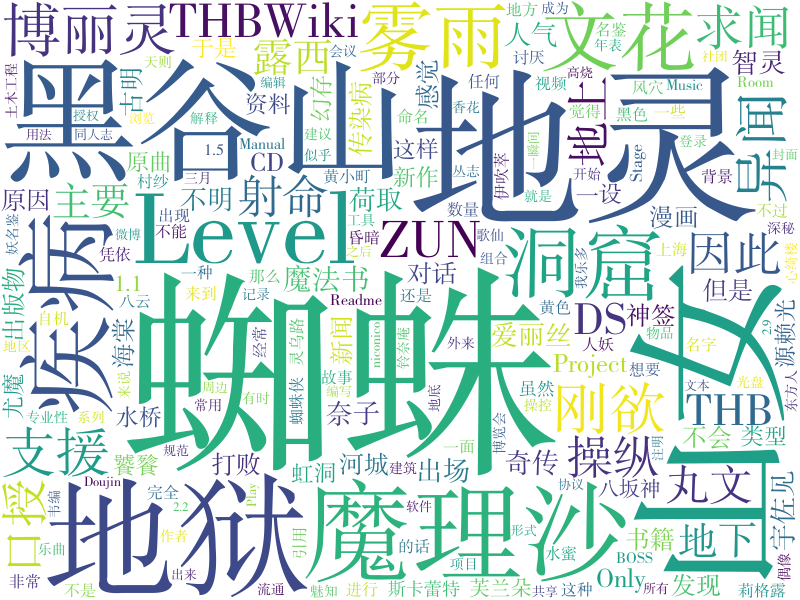 博丽灵
THBWiki
雾雨
文花
求闻
黑谷
山
地灵
地上
异闻
土木工程
于是
露西
人气
地方
成为
名鉴
年表
智灵
讨厌
会议
社团
天则
编辑
古明
幻存
传染病
感觉
部分
任何
视频
高烧
风穴
Music
授权
浏览
资料
命名
觉得
一些
用法
同人志
解释
似乎
香花
黑色
Room
1.5
Manual
这样
建议
瞬间
登录
封面
原曲
CD
黄小町
伊吹萃
丛志
Stage
疾病
村纱
三月
新作
就是
开始
背景
原因
主要
不明
射命
荷取
数量
一设
不过
深秘
妖名鉴
微博
出现
不能
昏暗
之后
工具
歌仙
漫画
Level
ZUN
洞窟
因此
凭依
一种
那么
对话
组合
上海
心绮楼
出版物
1.1
八云
来到
魔法书
还是
我乐多
但是
自机
记录
Readme
黄色
DS
神签
物品
2.9
地区
海棠
经常
新闻
灵乌路
niconico
铃奈庵
外来
爱丽丝
人妖
名字
源赖光
尤魔
来说
周边
故事
地底
Project
想要
文本
光盘
东方人
蜘蛛
女
专业性
系列
水桥
常用
有时
蜘蛛侠
编写
奈子
博览会
虽然
刚欲
操控
THB
支援
饕餮
规范
打败
虹洞
一面
建筑
河城
出场
奇传
操纵
不会
类型
注明
口授
地狱
Doujin
完全
2.2
韦编
Play
魔理沙
协议
八坂神
丸文
宇佐见
作者
引用
软件
形式
书籍
地下
乐曲
的话
项目
水蜜
BOSS
非常
不是
出来
流通
魅知
进行
斯卡蕾特
芙兰朵
共享
这种
Only
所有
发现
莉格露
偶像